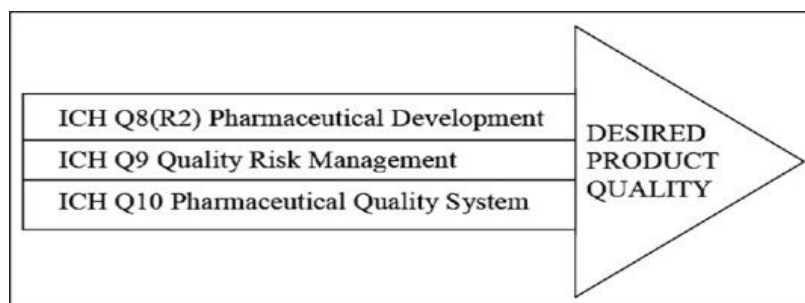 ICH Q8(R2) Pharmaceutical Development
ICH Q9 Quality Risk Management
ICH Q10 Pharmaceutical Quality System
DESIRED
PRODUCT
QUALITY